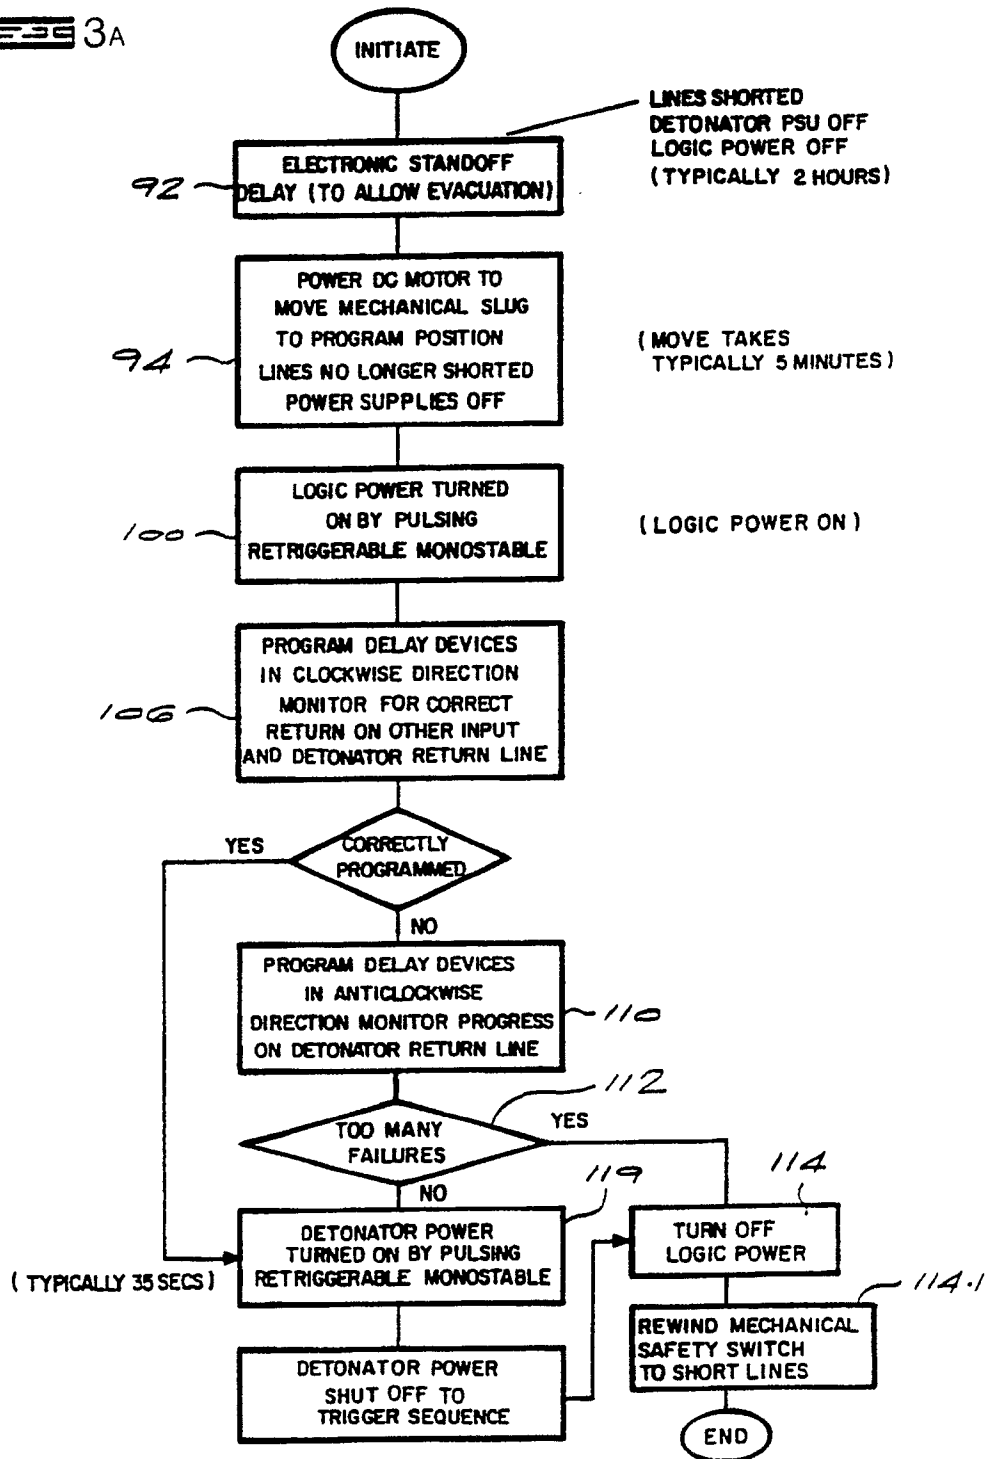 FIG 3A
INITIATE
LINES SHORTED
DETONATOR PSU OFF
LOGIC POWER OFF
(TYPICALLY 2 HOURS)
92
ELECTRONIC STANDOFF
DELAY (TO ALLOW EVACUATION)
94
POWER DC MOTOR TO
MOVE MECHANICAL SLUG
TO PROGRAM POSITION
LINES NO LONGER SHORTED
POWER SUPPLIES OFF
(MOVE TAKES
TYPICALLY 5 MINUTES)
100
LOGIC POWER TURNED
ON BY PULSING
RETRIGGERABLE MONOSTABLE
(LOGIC POWER ON)
106
PROGRAM DELAY DEVICES
IN CLOCKWISE DIRECTION
MONITOR FOR CORRECT
RETURN ON OTHER INPUT
AND DETONATOR RETURN LINE
YES
CORRECTLY
PROGRAMMED
NO
PROGRAM DELAY DEVICES
IN ANTICLOCKWISE
DIRECTION MONITOR PROGRESS
ON DETONATOR RETURN LINE
110
112
TOO MANY
FAILURES
YES
NO
119
114
DETONATOR POWER
TURNED ON BY PULSING
RETRIGGERABLE MONOSTABLE
(TYPICALLY 35 SECS)
TURN OFF
LOGIC POWER
114.1
DETONATOR POWER
SHUT OFF TO
TRIGGER SEQUENCE
REWIND MECHANICAL
SAFETY SWITCH
TO SHORT LINES
END